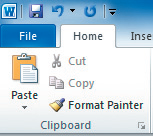 W
File Home Inse
Paste
Cut
Copy
Format Painter
Clipboard